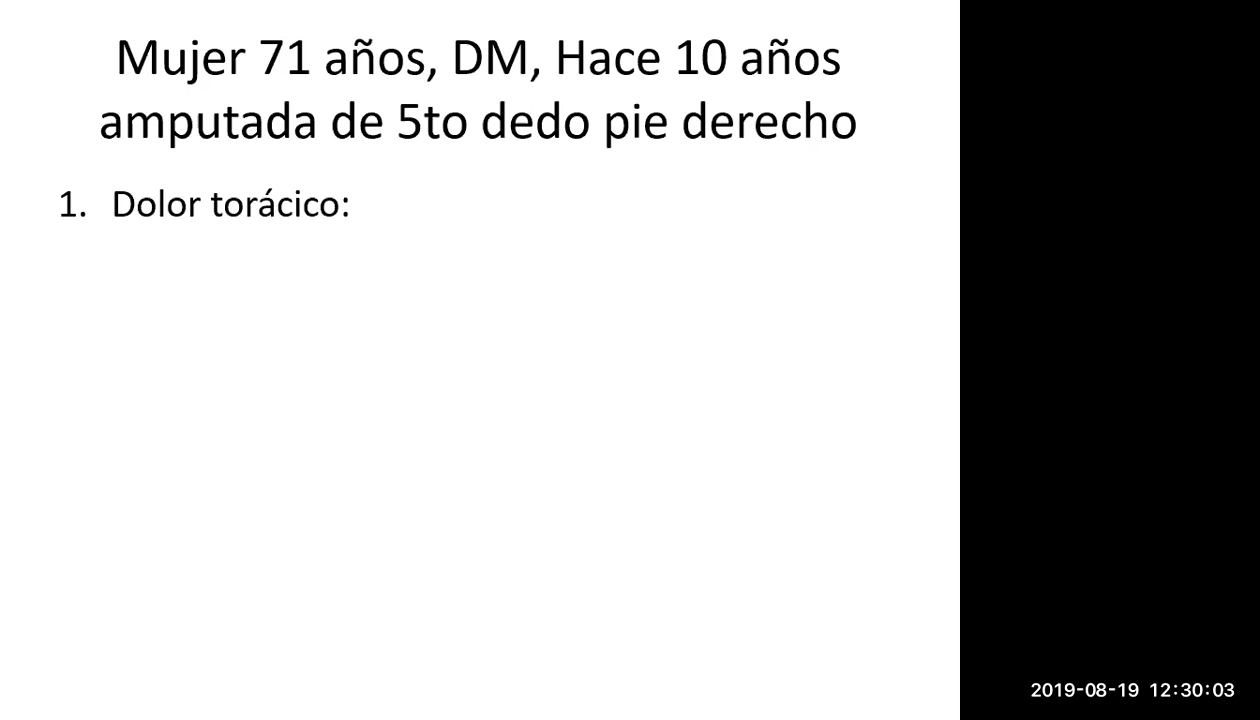 Mujer 71 años, DM, Hace 10 años
amputada de 5to dedo pie derecho
1. Dolor torácico:
2019-08-19 12:30:03